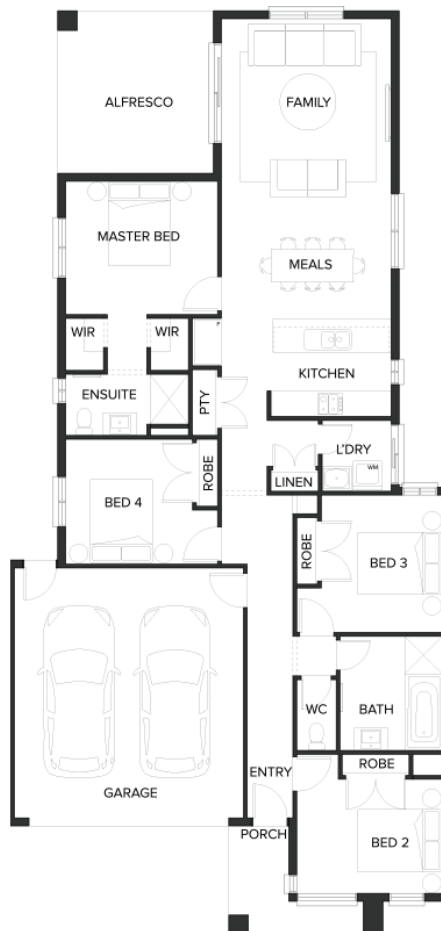 ALFRESCO
FAMILY
MASTER BED
MEALS
WIR
WIR
KITCHEN
ENSUITE
PTY
L'DRY
WM
LINEN
ROBE
BED 4
ROBE
BED 3
WC
BATH
ENTRY
ROBE
GARAGE
PORCH
BED 2